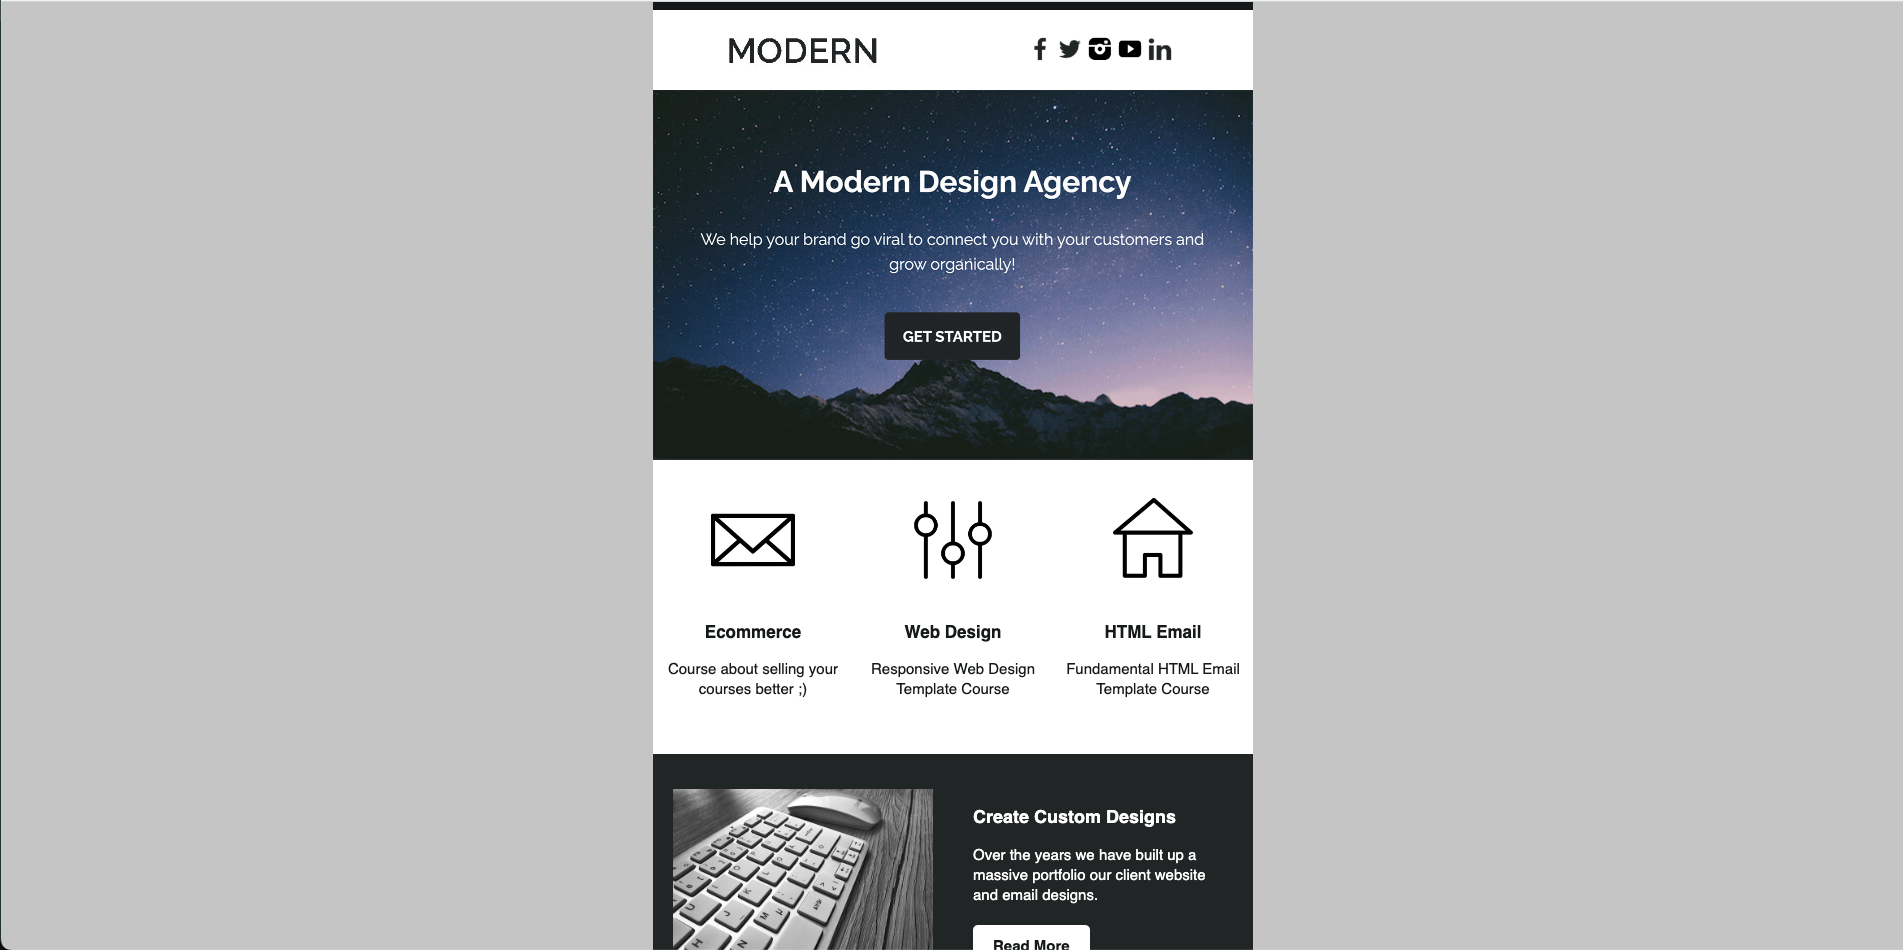 MODERN
A Modern Design Agency
We help your brand go viral to connect you with your customers and
grow organically!
GET STARTED
Ecommerce
Course about selling your
courses better ;)
Web Design
Responsive Web Design
Template Course
HTML Email
Fundamental HTML Email
Template Course
Create Custom Designs
Over the years we have built up a
massive portfolio our client website
and email designs.
Read More